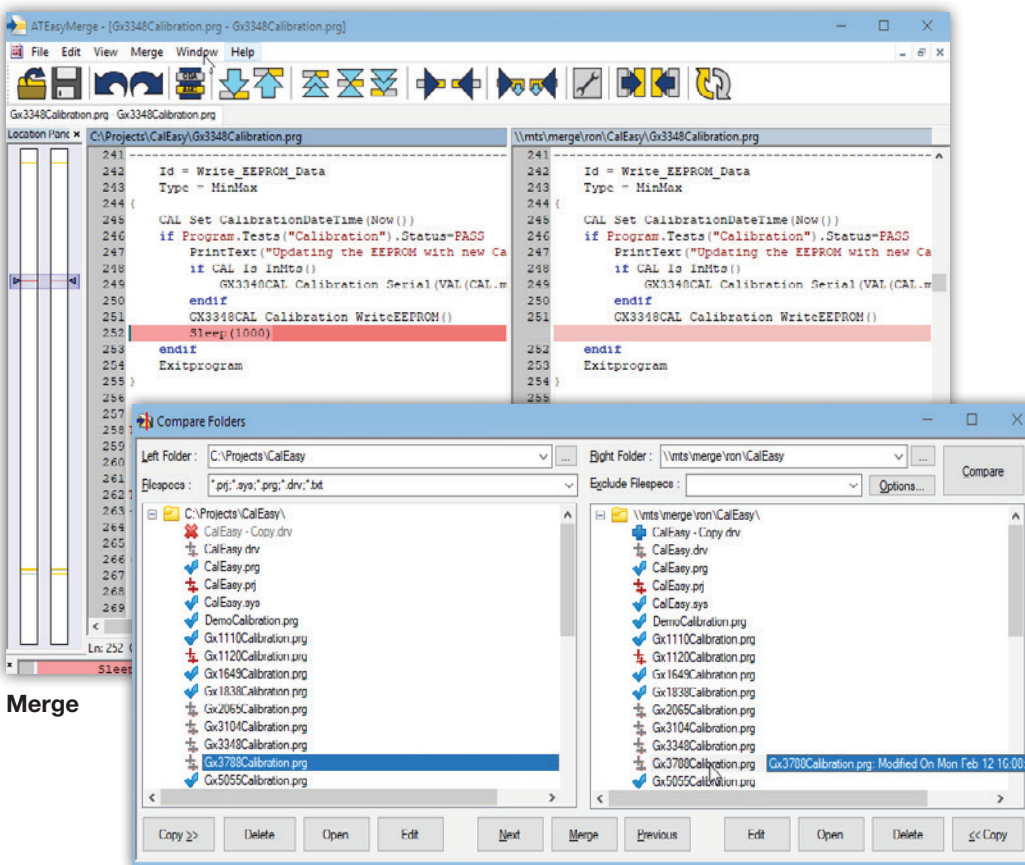 ATEasyMerge - [Gx3348Calibration.prg - Gx3348Calibration.prg]
File Edit View Merge Window Help
Gx3348Calibration.prg - Gx3348Calibration.prg
Location Pane
C:\Projects\CalEasy\Gx3348Calibration.prg
241
242 Id = Write_EEPROM_Data
243 Type = MinMax
244 {
245 CAL Set CalibrationDateTime(Now())
246 if Program.Tests("Calibration").Status=PASS
247 PrintText("Updating the EEPROM with new Ca
248 if CAL Is InMts()
249 GX3348CAL Calibration Serial(VAL(CAL.m
250 endif
251 GX3348CAL Calibration WriteEEPROM()
252 Sleep(1000)
253 endif
254 Exitprogram
255 }
256
257
258
259
260
261
262
263
264
265
266
267
268
269
Ln: 252
Sleep
\\mts\merge\ron\CalEasy\Gx3348Calibration.prg
241
242 Id = Write_EEPROM_Data
243 Type = MinMax
244 {
245 CAL Set CalibrationDateTime(Now())
246 if Program.Tests("Calibration").Status=PASS
247 PrintText("Updating the EEPROM with new Ca
248 if CAL Is InMts()
249 GX3348CAL Calibration Serial(VAL(CAL.m
250 endif
251 GX3348CAL Calibration WriteEEPROM()
252 endif
253 Exitprogram
254 }
255
Merge
Compare Folders
Left Folder : C:\Projects\CalEasy ...
Right Folder : \\mts\merge\ron\CalEasy ...
Compare
Filespecs : *.prj;*.sys;*.prg;*.drv;*.txt
Exclude Filespecs : Options...
C:\Projects\CalEasy\
CalEasy - Copy.drv
CalEasy.drv
CalEasy.prg
CalEasy.prj
CalEasy.sys
DemoCalibration.prg
Gx1110Calibration.prg
Gx1120Calibration.prg
Gx1649Calibration.prg
Gx1838Calibration.prg
Gx2065Calibration.prg
Gx3104Calibration.prg
Gx3348Calibration.prg
Gx3788Calibration.prg
Gx5055Calibration.prg
\\mts\merge\ron\CalEasy\
CalEasy - Copy.drv
CalEasy.drv
CalEasy.prg
CalEasy.prj
CalEasy.sys
DemoCalibration.prg
Gx1110Calibration.prg
Gx1120Calibration.prg
Gx1649Calibration.prg
Gx1838Calibration.prg
Gx2065Calibration.prg
Gx3104Calibration.prg
Gx3348Calibration.prg
Gx3788Calibration.prg
Gx3788Calibration.prg: Modified On Mon Feb 12 16:08:
Gx5055Calibration.prg
Copy >> Delete Open Edit Next Merge Previous Edit Open Delete << Copy